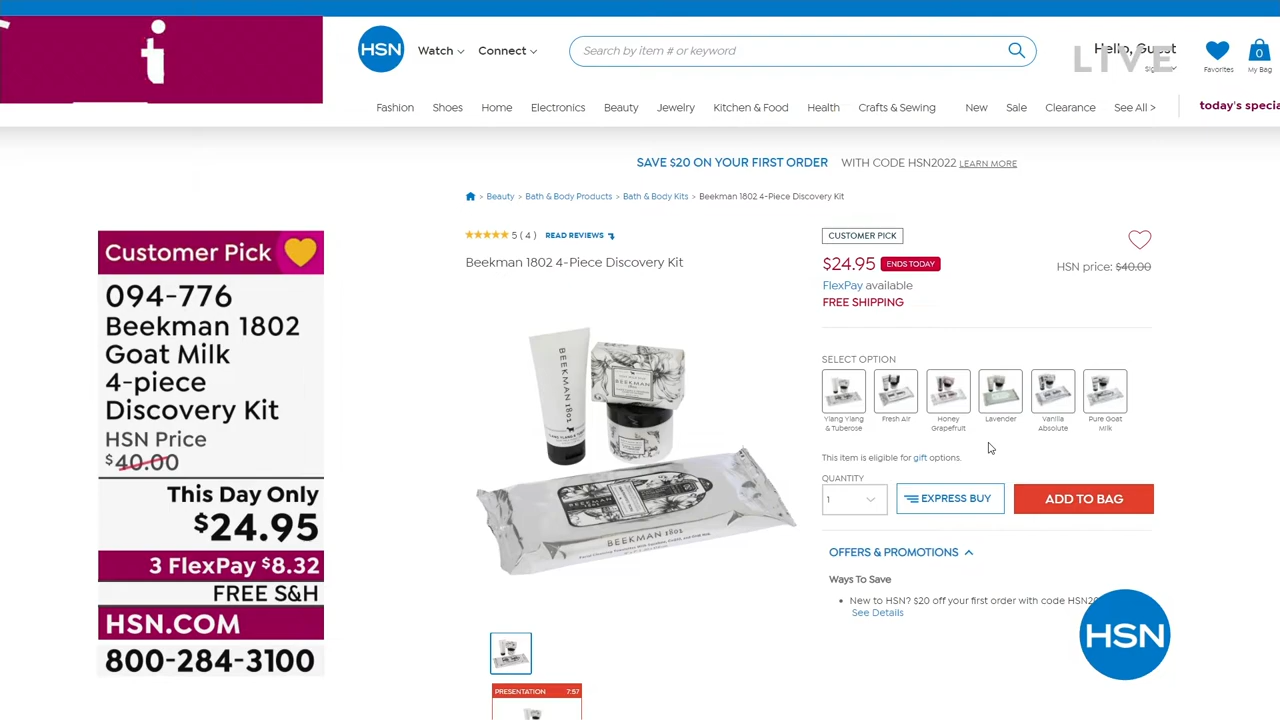 i
HSN
Watch
Connect
Search by item # or keyword
Hello, Guest
LIVE
Favorites
0
My Bag
Fashion
Shoes
Home
Electronics
Beauty
Jewelry
Kitchen & Food
Health
Crafts & Sewing
New
Sale
Clearance
See All >
today's specia
SAVE $20 ON YOUR FIRST ORDER WITH CODE HSN2022 LEARN MORE
> Beauty > Bath & Body Products > Bath & Body Kits > Beekman 1802 4-Piece Discovery Kit
5 ( 4 ) READ REVIEWS
Beekman 1802 4-Piece Discovery Kit
CUSTOMER PICK
$24.95 ENDS TODAY
HSN price: $40.00
FlexPay available
FREE SHIPPING
SELECT OPTION
Ylang Ylang
& Tuberose
Fresh Air
Honey
Grapefruit
Lavender
Vanilla
Absolute
Pure Goat
Milk
This item is eligible for gift options.
QUANTITY
1
EXPRESS BUY
ADD TO BAG
OFFERS & PROMOTIONS
Ways To Save
• New to HSN? $20 off your first order with code HSN20
See Details
HSN
Customer Pick
094-776
Beekman 1802
Goat Milk
4-piece
Discovery Kit
HSN Price
$40.00
This Day Only
$24.95
3 FlexPay $8.32
FREE S&H
HSN.COM
800-284-3100
BEEKMAN 1802
BEEKMAN
BEEKMAN 1802
PRESENTATION 7:57